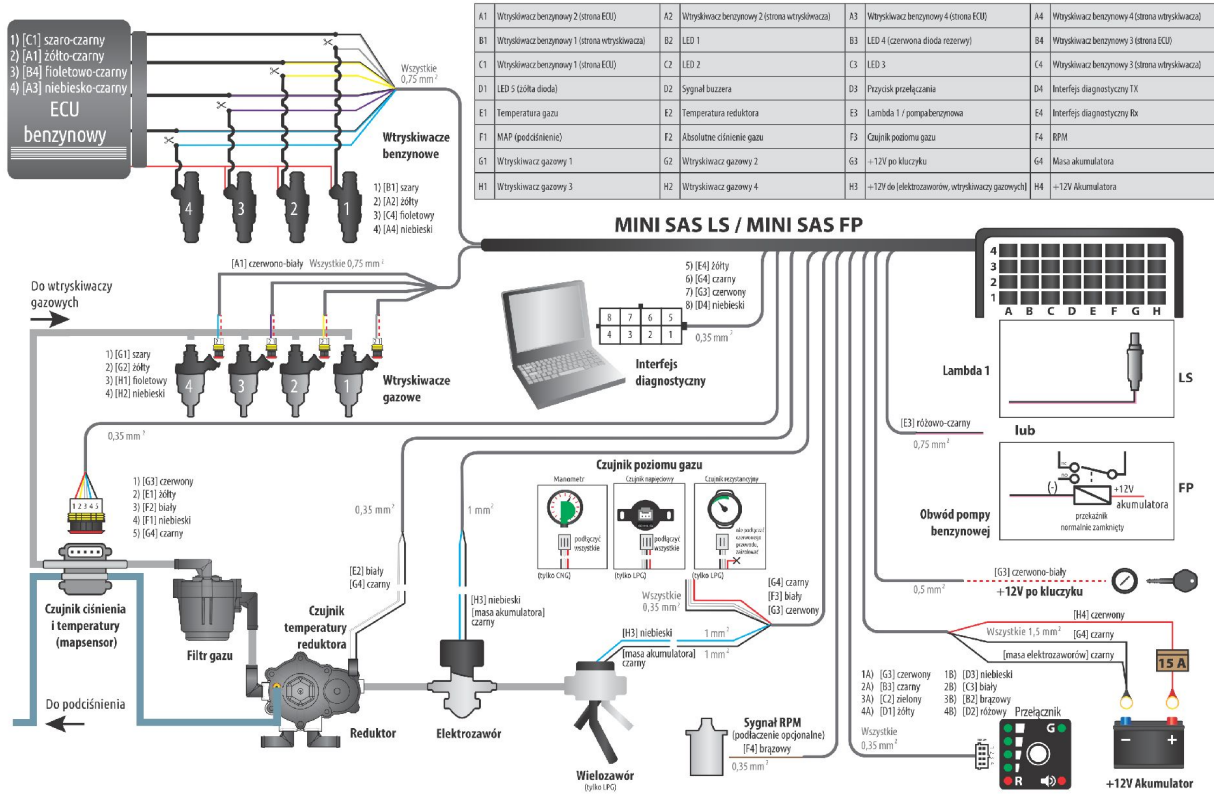 A1 Wtryskiwacz benzynowy 2 (strona ECU) A2 Wtryskiwacz benzynowy 2 (strona wtryskiwacza) A3 Wtryskiwacz benzynowy 4 (strona ECU) A4 Wtryskiwacz benzynowy 4 (strona wtryskiwacza)
B1 Wtryskiwacz benzynowy 1 (strona wtryskiwacza) B2 LED 1 B3 LED 4 (czerwona dioda rezerwy) B4 Wtryskiwacz benzynowy 3 (strona ECU)
C1 Wtryskiwacz benzynowy 1 (strona ECU) C2 LED 2 C3 LED 3 C4 Wtryskiwacz benzynowy 3 (strona wtryskiwacza)
D1 LED 5 (żółta dioda) D2 Sygnał buzzera D3 Przycisk przełączania D4 Interfejs diagnostyczny TX
E1 Temperatura gazu E2 Temperatura reduktora E3 Lambda 1 / pompabenzynowa E4 Interfejs diagnostyczny Rx
F1 MAP (podciśnienie) F2 Absolutne ciśnienie gazu F3 Czujnik poziomu gazu F4 RPM
G1 Wtryskiwacz gazowy 1 G2 Wtryskiwacz gazowy 2 G3 +12V po kluczyku G4 Masa akumulatora
H1 Wtryskiwacz gazowy 3 H2 Wtryskiwacz gazowy 4 H3 +12V do [elektrozaworów, wtryskiwaczy gazowych] H4 +12V Akumulatora
1) [C1] szaro-czarny
2) [A1] żółto-czarny
3) [B4] fioletowo-czarny
4) [A3] niebiesko-czarny
ECU
benzynowy
Wszystkie
0,75 mm²
Wtryskiwacze
benzynowe
1) [B1] szary
2) [A2] żółty
3) [C4] fioletowy
4) [A4] niebieski
4 3 2 1
MINI SAS LS / MINI SAS FP
4
3
2
1
A B C D E F G H
[A1] czerwono-biały Wszystkie 0,75 mm²
Do wtryskiwaczy
gazowych
1) [G1] szary
2) [G2] żółty
3) [H1] fioletowy
4) [H2] niebieski
4 3 2 1
Wtryskiwacze
gazowe
5) [E4] żółty
6) [G4] czarny
7) [G3] czerwony
8) [D4] niebieski
8 7 6 5
4 3 2 1
0,35 mm²
Interfejs
diagnostyczny
Lambda 1
LS
[E3] różowo-czarny
0,75 mm²
lub
(-)
+12V
akumulatora
przekaźnik
normalnie zamknięty
FP
Obwód pompy
benzynowej
0,35 mm²
1) [G3] czerwony
2) [E1] żółty
3) [F2] biały
4) [F1] niebieski
5) [G4] czarny
1 2 3 4 5
Czujnik ciśnienia
i temperatury
(mapsensor)
Filtr gazu
Do podciśnienia
0,35 mm²
[E2] biały
[G4] czarny
Czujnik
temperatury
reduktora
Reduktor
1 mm²
[H3] niebieski
[masa akumulatora]
czarny
Elektrozawór
Czujnik poziomu gazu
Manometr
podłączyć
wszystkie
(tylko CNG)
Czujnik napięciowy
podłączyć
wszystkie
(tylko LPG)
Czujnik rezystancyjny
nie podłączać
czerwonego
przewodu,
zaizolować
(tylko LPG)
Wszystkie
0,35 mm²
[G4] czarny
[F3] biały
[G3] czerwony
[H3] niebieski 1 mm²
[masa akumulatora] 1 mm²
czarny
Wielozawór
(tylko LPG)
Sygnał RPM
(podłaczenie opcjonalne)
[F4] brązowy
0,35 mm²
[G3] czerwono-biały
0,5 mm²
+12V po kluczyku
[H4] czerwony
Wszystkie 1,5 mm²
[G4] czarny
[masa elektrozaworów] czarny
15 A
1A) [G3] czerwony 1B) [D3] niebieski
2A) [B3] czarny 2B) [C3] biały
3A) [C2] zielony 3B) [B2] brązowy
4A) [D1] żółty 4B) [D2] różowy
Wszystkie
0,35 mm²
Przełącznik
G
R
− +
+12V Akumulator